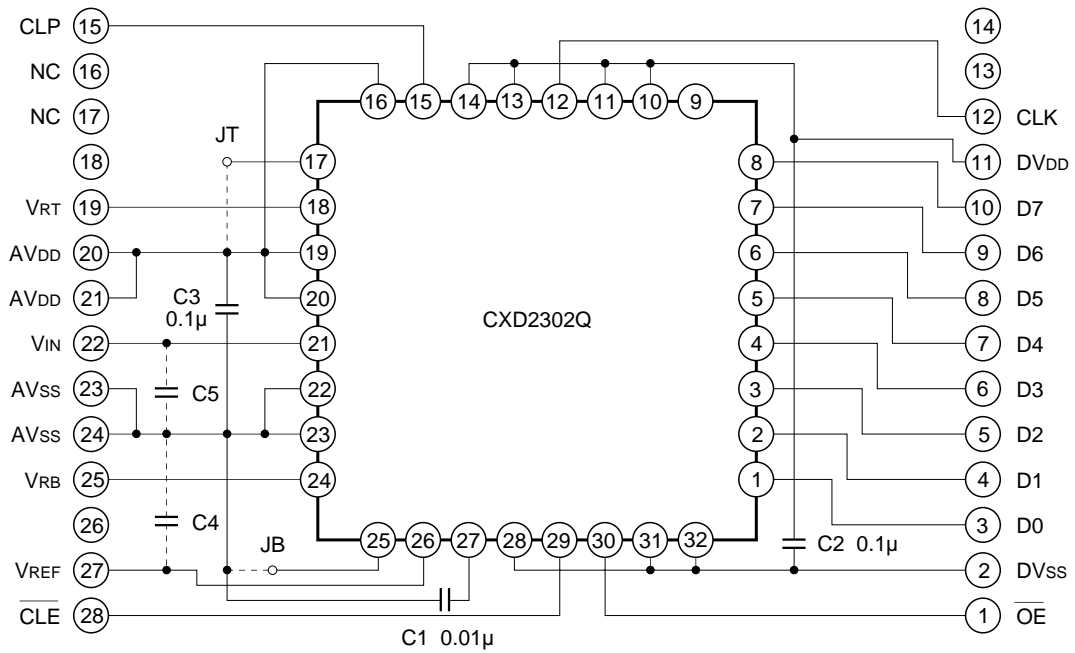 CLP 15
NC 16
NC 17
18
VRT 19
AVDD 20
AVDD 21
VIN 22
AVSS 23
AVSS 24
VRB 25
26
VREF 27
CLE 28
JT
C3
0.1µ
C5
C4
JB
C1 0.01µ
16 15 14 13 12 11 10 9
17
18
19
20
21
22
23
24
CXD2302Q
8
7
6
5
4
3
2
1
25 26 27 28 29 30 31 32
C2 0.1µ
14
13
12 CLK
11 DVDD
10 D7
9 D6
8 D5
7 D4
6 D3
5 D2
4 D1
3 D0
2 DVSS
1 OE